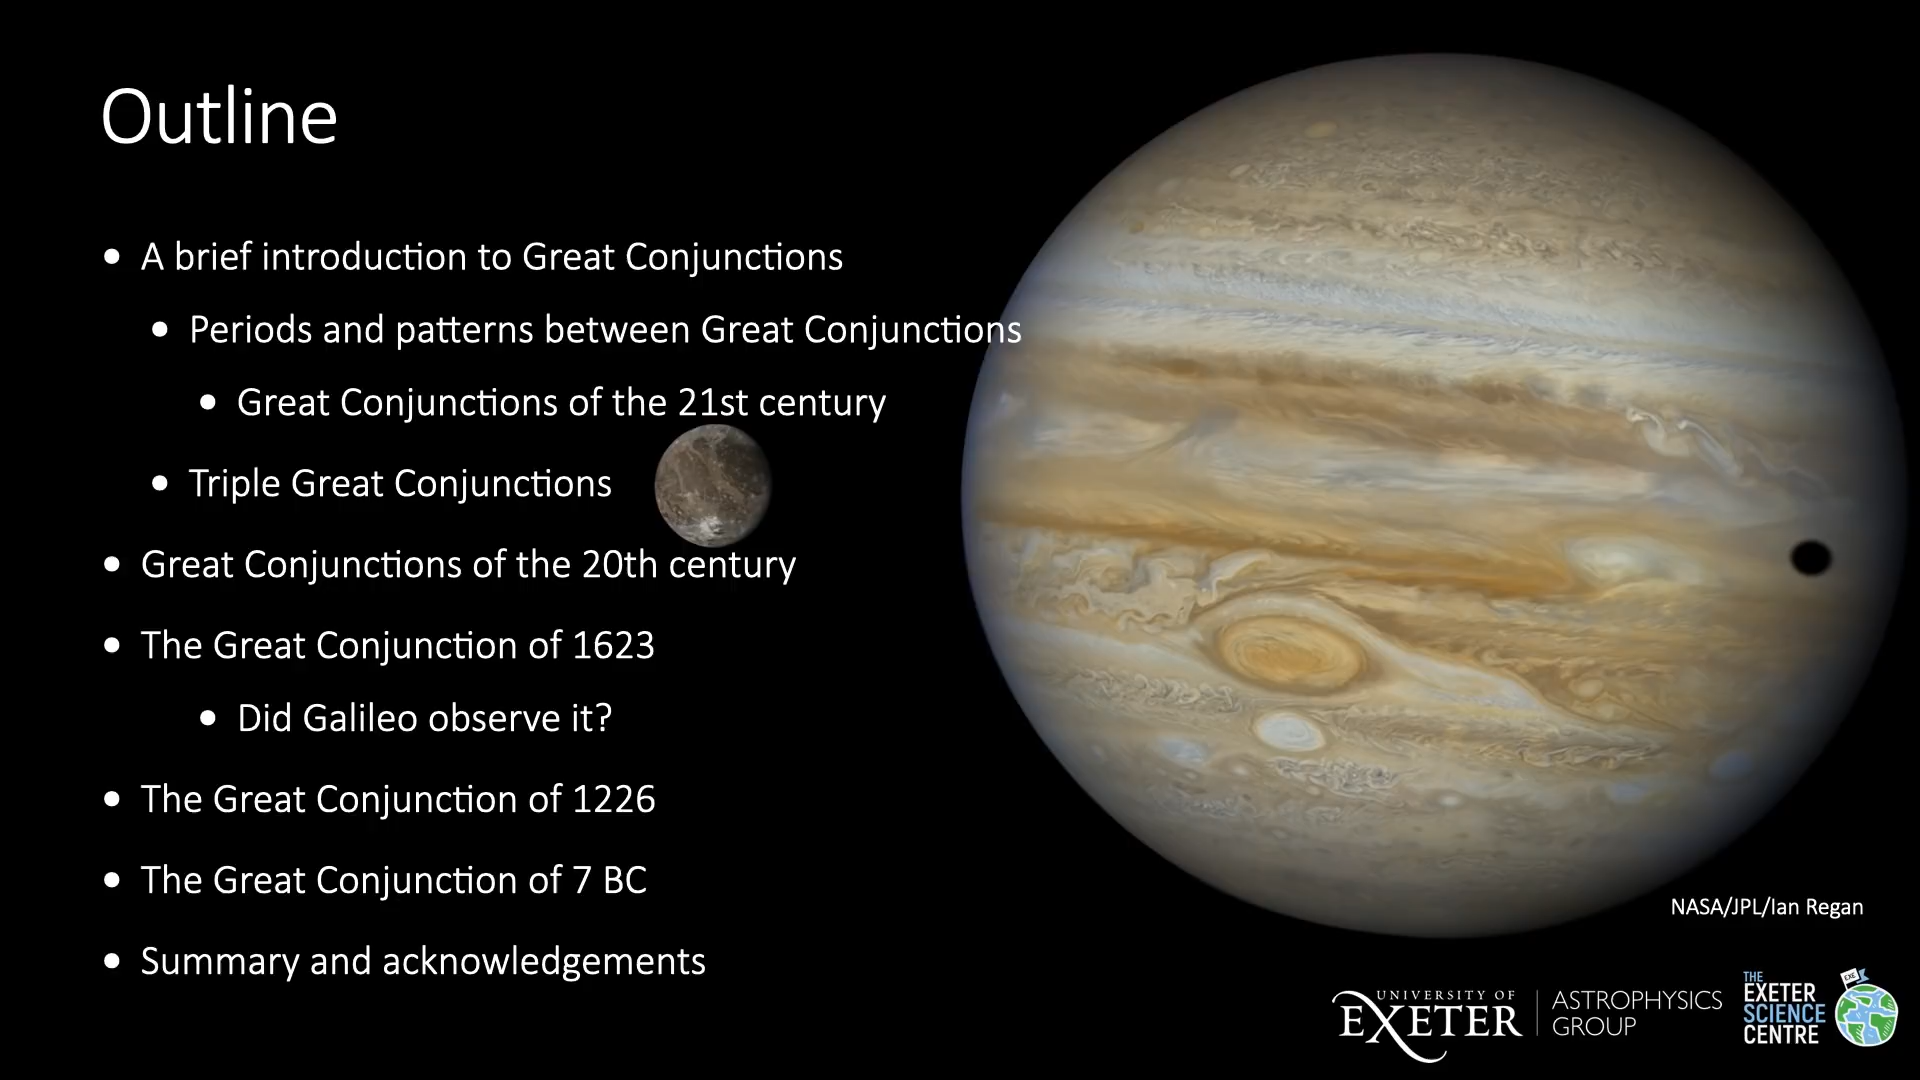 Outline
• A brief introduction to Great Conjunctions
• Periods and patterns between Great Conjunctions
• Great Conjunctions of the 21st century
• Triple Great Conjunctions
• Great Conjunctions of the 20th century
• The Great Conjunction of 1623
• Did Galileo observe it?
• The Great Conjunction of 1226
• The Great Conjunction of 7 BC
• Summary and acknowledgements
NASA/JPL/Ian Regan
UNIVERSITY OF
EXETER
ASTROPHYSICS
GROUP
THE
EXETER
SCIENCE
CENTRE
EXE